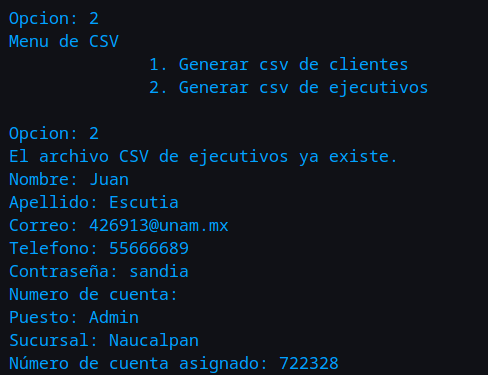 Opcion: 2
Menu de CSV
1. Generar csv de clientes
2. Generar csv de ejecutivos
Opcion: 2
El archivo CSV de ejecutivos ya existe.
Nombre: Juan
Apellido: Escutia
Correo: 426913@unam.mx
Telefono: 55666689
Contraseña: sandia
Numero de cuenta:
Puesto: Admin
Sucursal: Naucalpan
Número de cuenta asignado: 722328